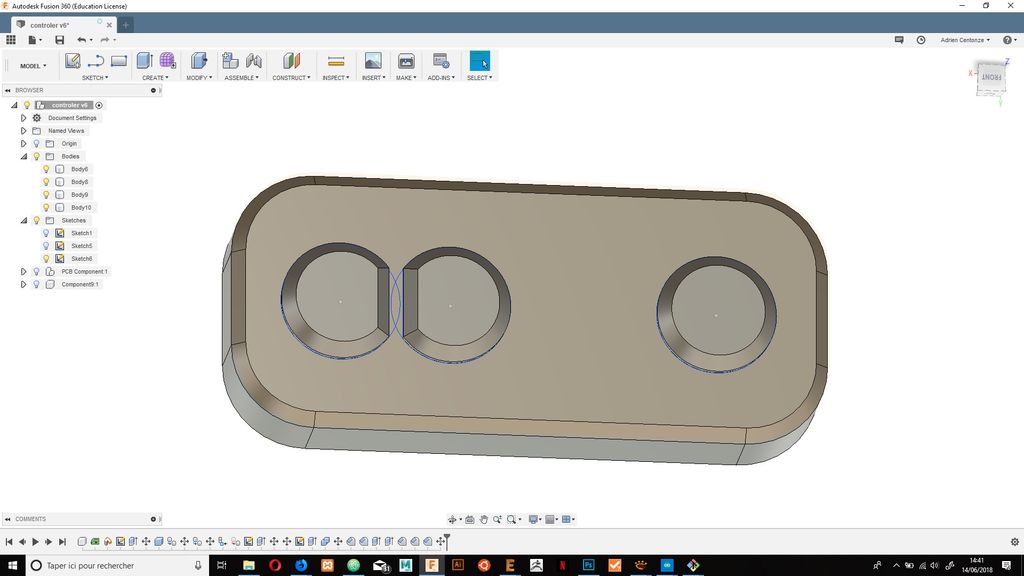 Autodesk Fusion 360 (Education License)
controler v6*
Adrien Centonze
MODEL
SKETCH
CREATE
MODIFY
ASSEMBLE
CONSTRUCT
INSPECT
INSERT
MAKE
ADD-INS
SELECT
BROWSER
controler v6
Document Settings
Named Views
Origin
Bodies
Body6
Body8
Body9
Body10
Sketches
Sketch1
Sketch5
Sketch6
PCB Component:1
Component9:1
X
Z
FRONT
Y
COMMENTS
Taper ici pour rechercher
14:41
14/06/2018